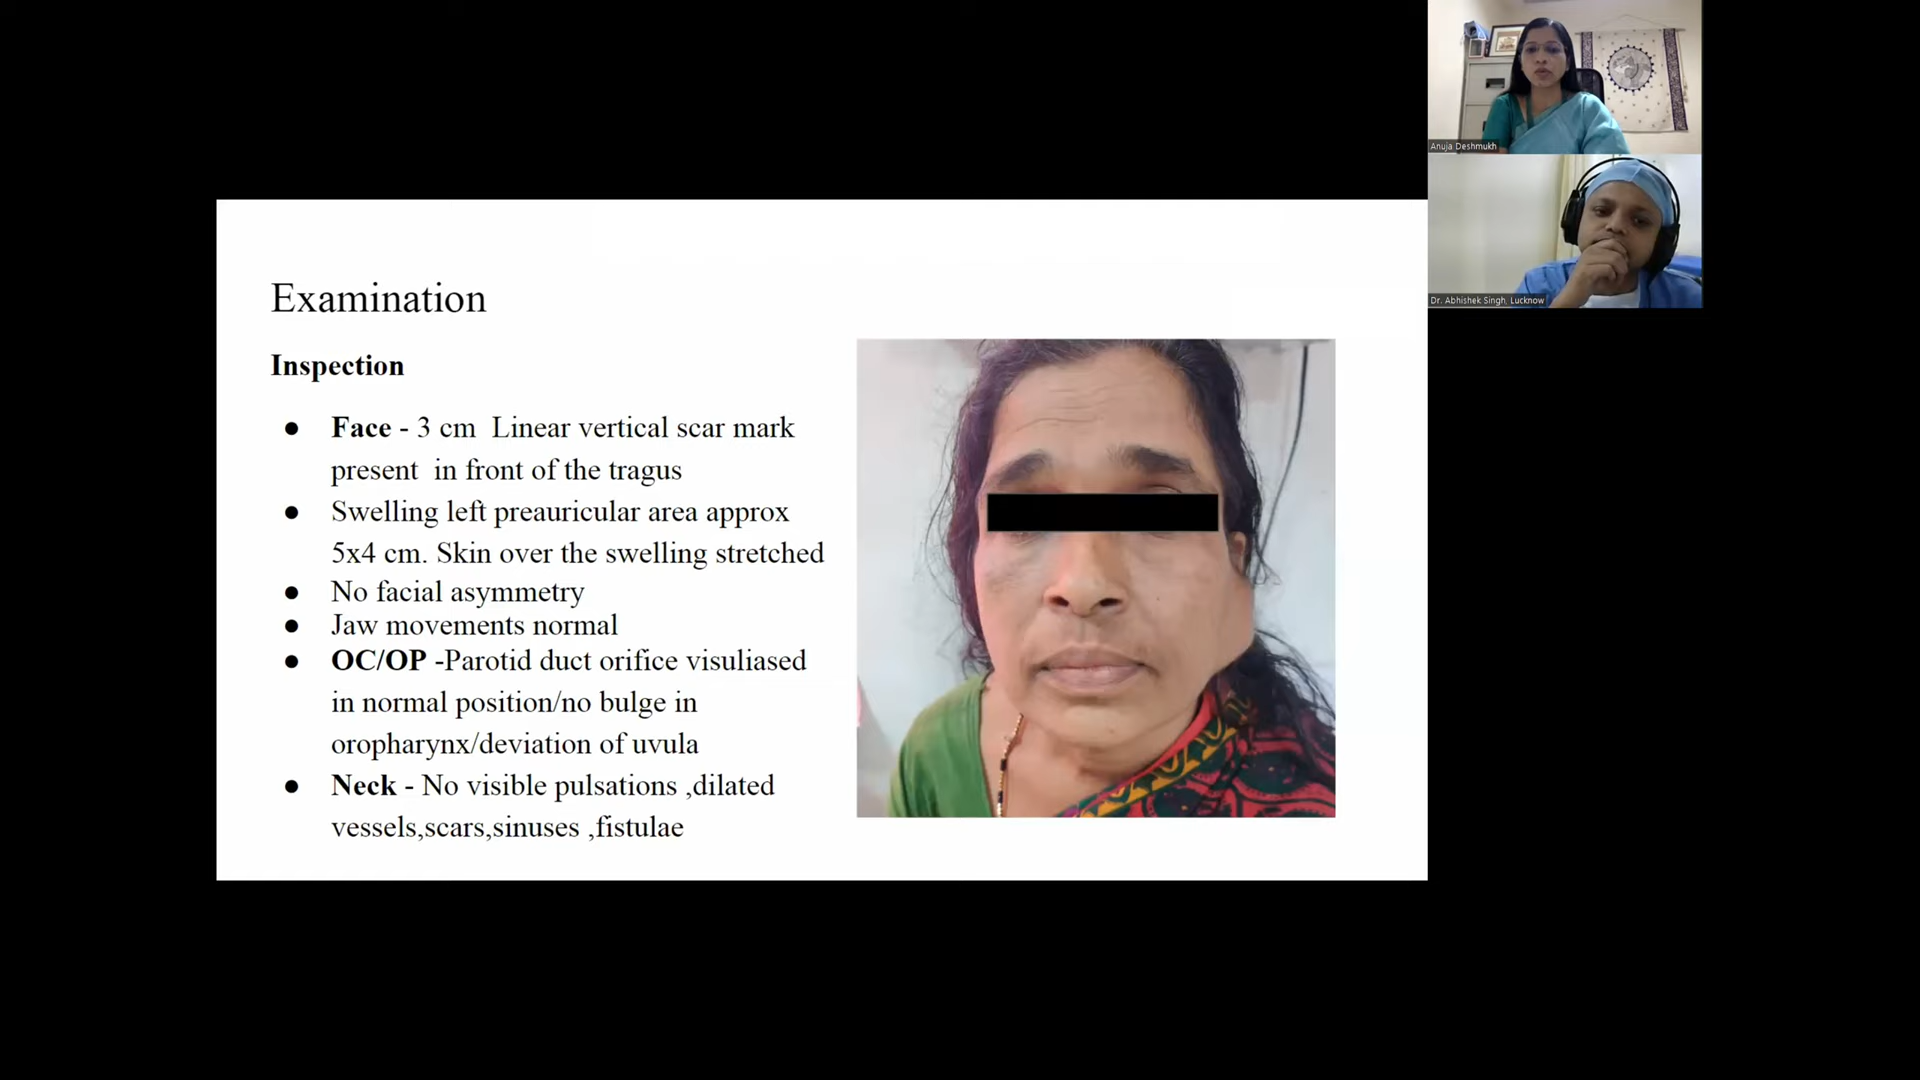 Examination
Inspection
● Face - 3 cm  Linear vertical scar mark
present  in front of the tragus
● Swelling left preauricular area approx
5x4 cm. Skin over the swelling stretched
● No facial asymmetry
● Jaw movements normal
● OC/OP -Parotid duct orifice visuliased
in normal position/no bulge in
oropharynx/deviation of uvula
● Neck - No visible pulsations ,dilated
vessels,scars,sinuses ,fistulae
Anuja Deshmukh
Dr. Abhishek Singh, Lucknow